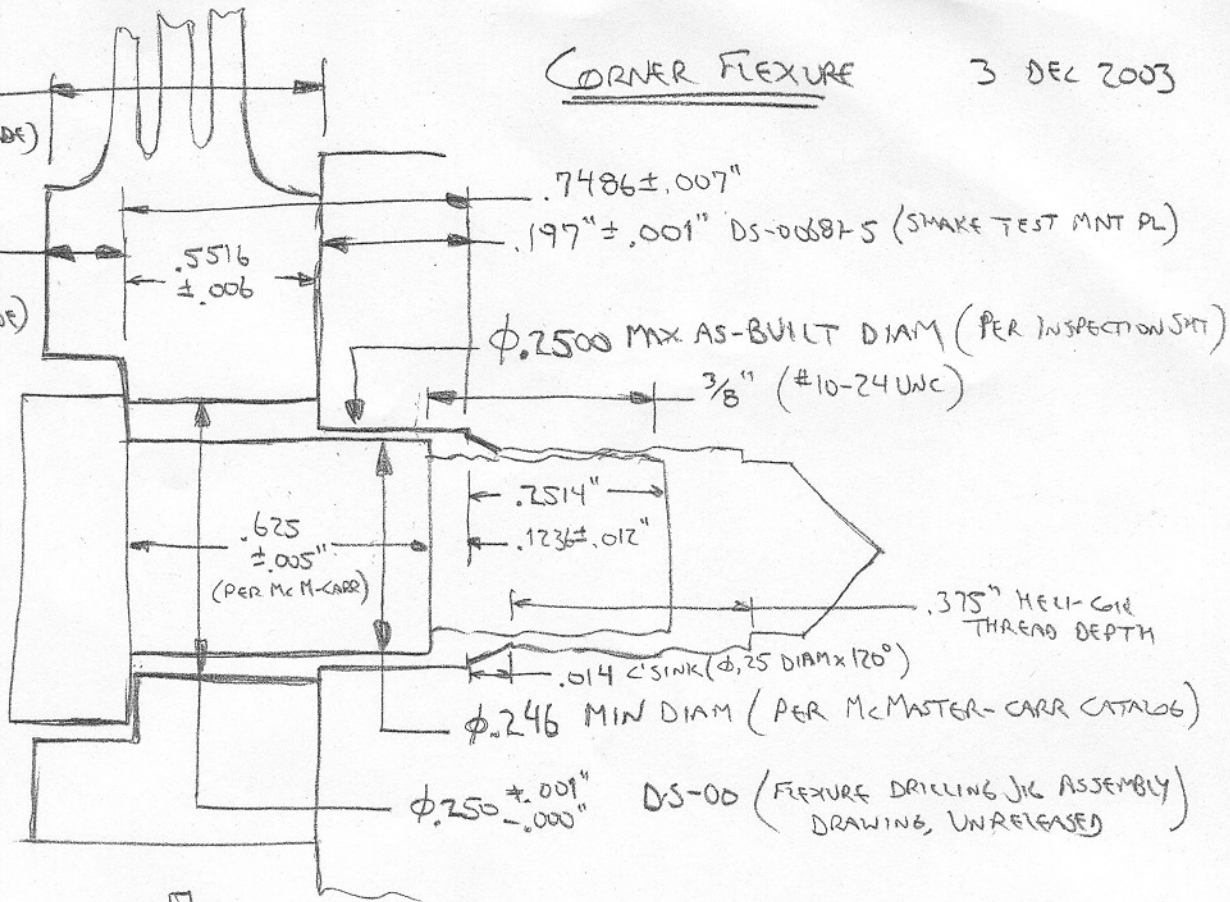 CORNER FLEXURE 3 DEC 2003
.7486±.007"
.197"±.001" DS-00687-5 (SHAKE TEST MNT PL)
.5516
±.006
φ.2500 MAX AS-BUILT DIAM (PER INSPECTION SHT)
3/8" (#10-24 UNC)
.2514"
.1236±.012"
.625
±.005"
(PER McM-CARR)
.375" HELI-COIL
THREAD DEPTH
.014 C'SINK (φ.25 DIAM x 120°)
φ.246 MIN DIAM (PER McMASTER-CARR CATALOG)
φ.250 +.001" -.000" DS-00 (FLEXURE DRILLING JIG ASSEMBLY
DRAWING, UNRELEASED)